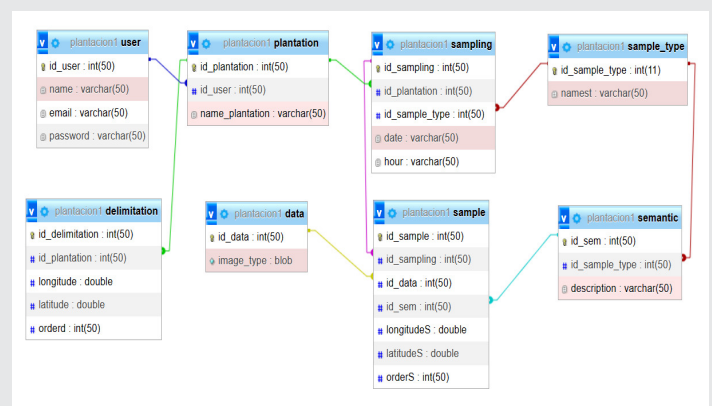 plantacion1 user
id_user : int(50)
name : varchar(50)
email : varchar(50)
password : varchar(50)
plantacion1 plantation
id_plantation : int(50)
id_user : int(50)
name_plantation : varchar(50)
plantacion1 sampling
id_sampling : int(50)
id_plantation : int(50)
id_sample_type : int(50)
date : varchar(50)
hour : varchar(50)
plantacion1 sample_type
id_sample_type : int(11)
namest : varchar(50)
plantacion1 delimitation
id_delimitation : int(50)
id_plantation : int(50)
longitude : double
latitude : double
orderd : int(50)
plantacion1 data
id_data : int(50)
image_type : blob
plantacion1 sample
id_sample : int(50)
id_sampling : int(50)
id_data : int(50)
id_sem : int(50)
longitudeS : double
latitudeS : double
orderS : int(50)
plantacion1 semantic
id_sem : int(50)
id_sample_type : int(50)
description : varchar(50)